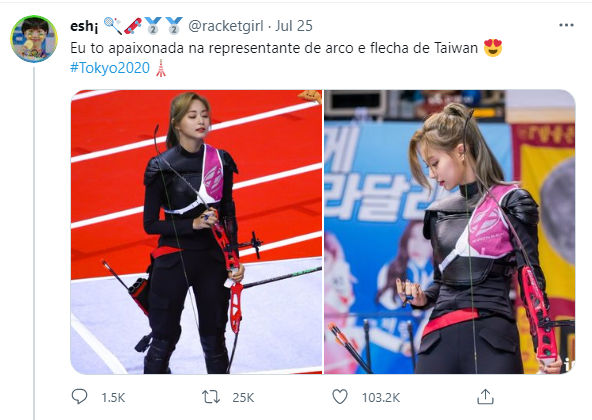 esh¡ @racketgirl · Jul 25
Eu to apaixonada na representante de arco e flecha de Taiwan
#Tokyo2020
1.5K 25K 103.2K